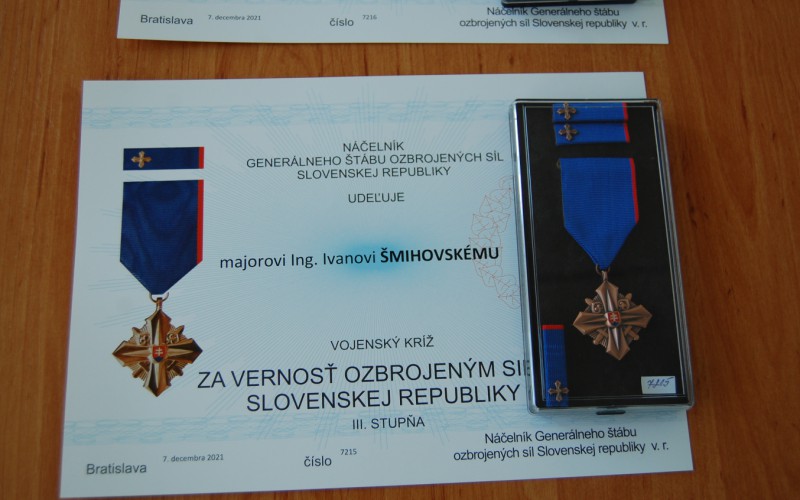 Bratislava 7. decembra 2021 číslo 7216 Náčelník Generálneho štábu
ozbrojených síl Slovenskej republiky v. r.
NÁČELNÍK
GENERÁLNEHO ŠTÁBU OZBROJENÝCH SÍL
SLOVENSKEJ REPUBLIKY
UDEĽUJE
majorovi Ing. Ivanovi ŠMIHOVSKÉMU
VOJENSKÝ KRÍŽ
ZA VERNOSŤ OZBROJENÝM SI
SLOVENSKEJ REPUBLIKY
III. STUPŇA
7215
Bratislava 7. decembra 2021 číslo 7215 Náčelník Generálneho štábu
ozbrojených síl Slovenskej republiky v. r.